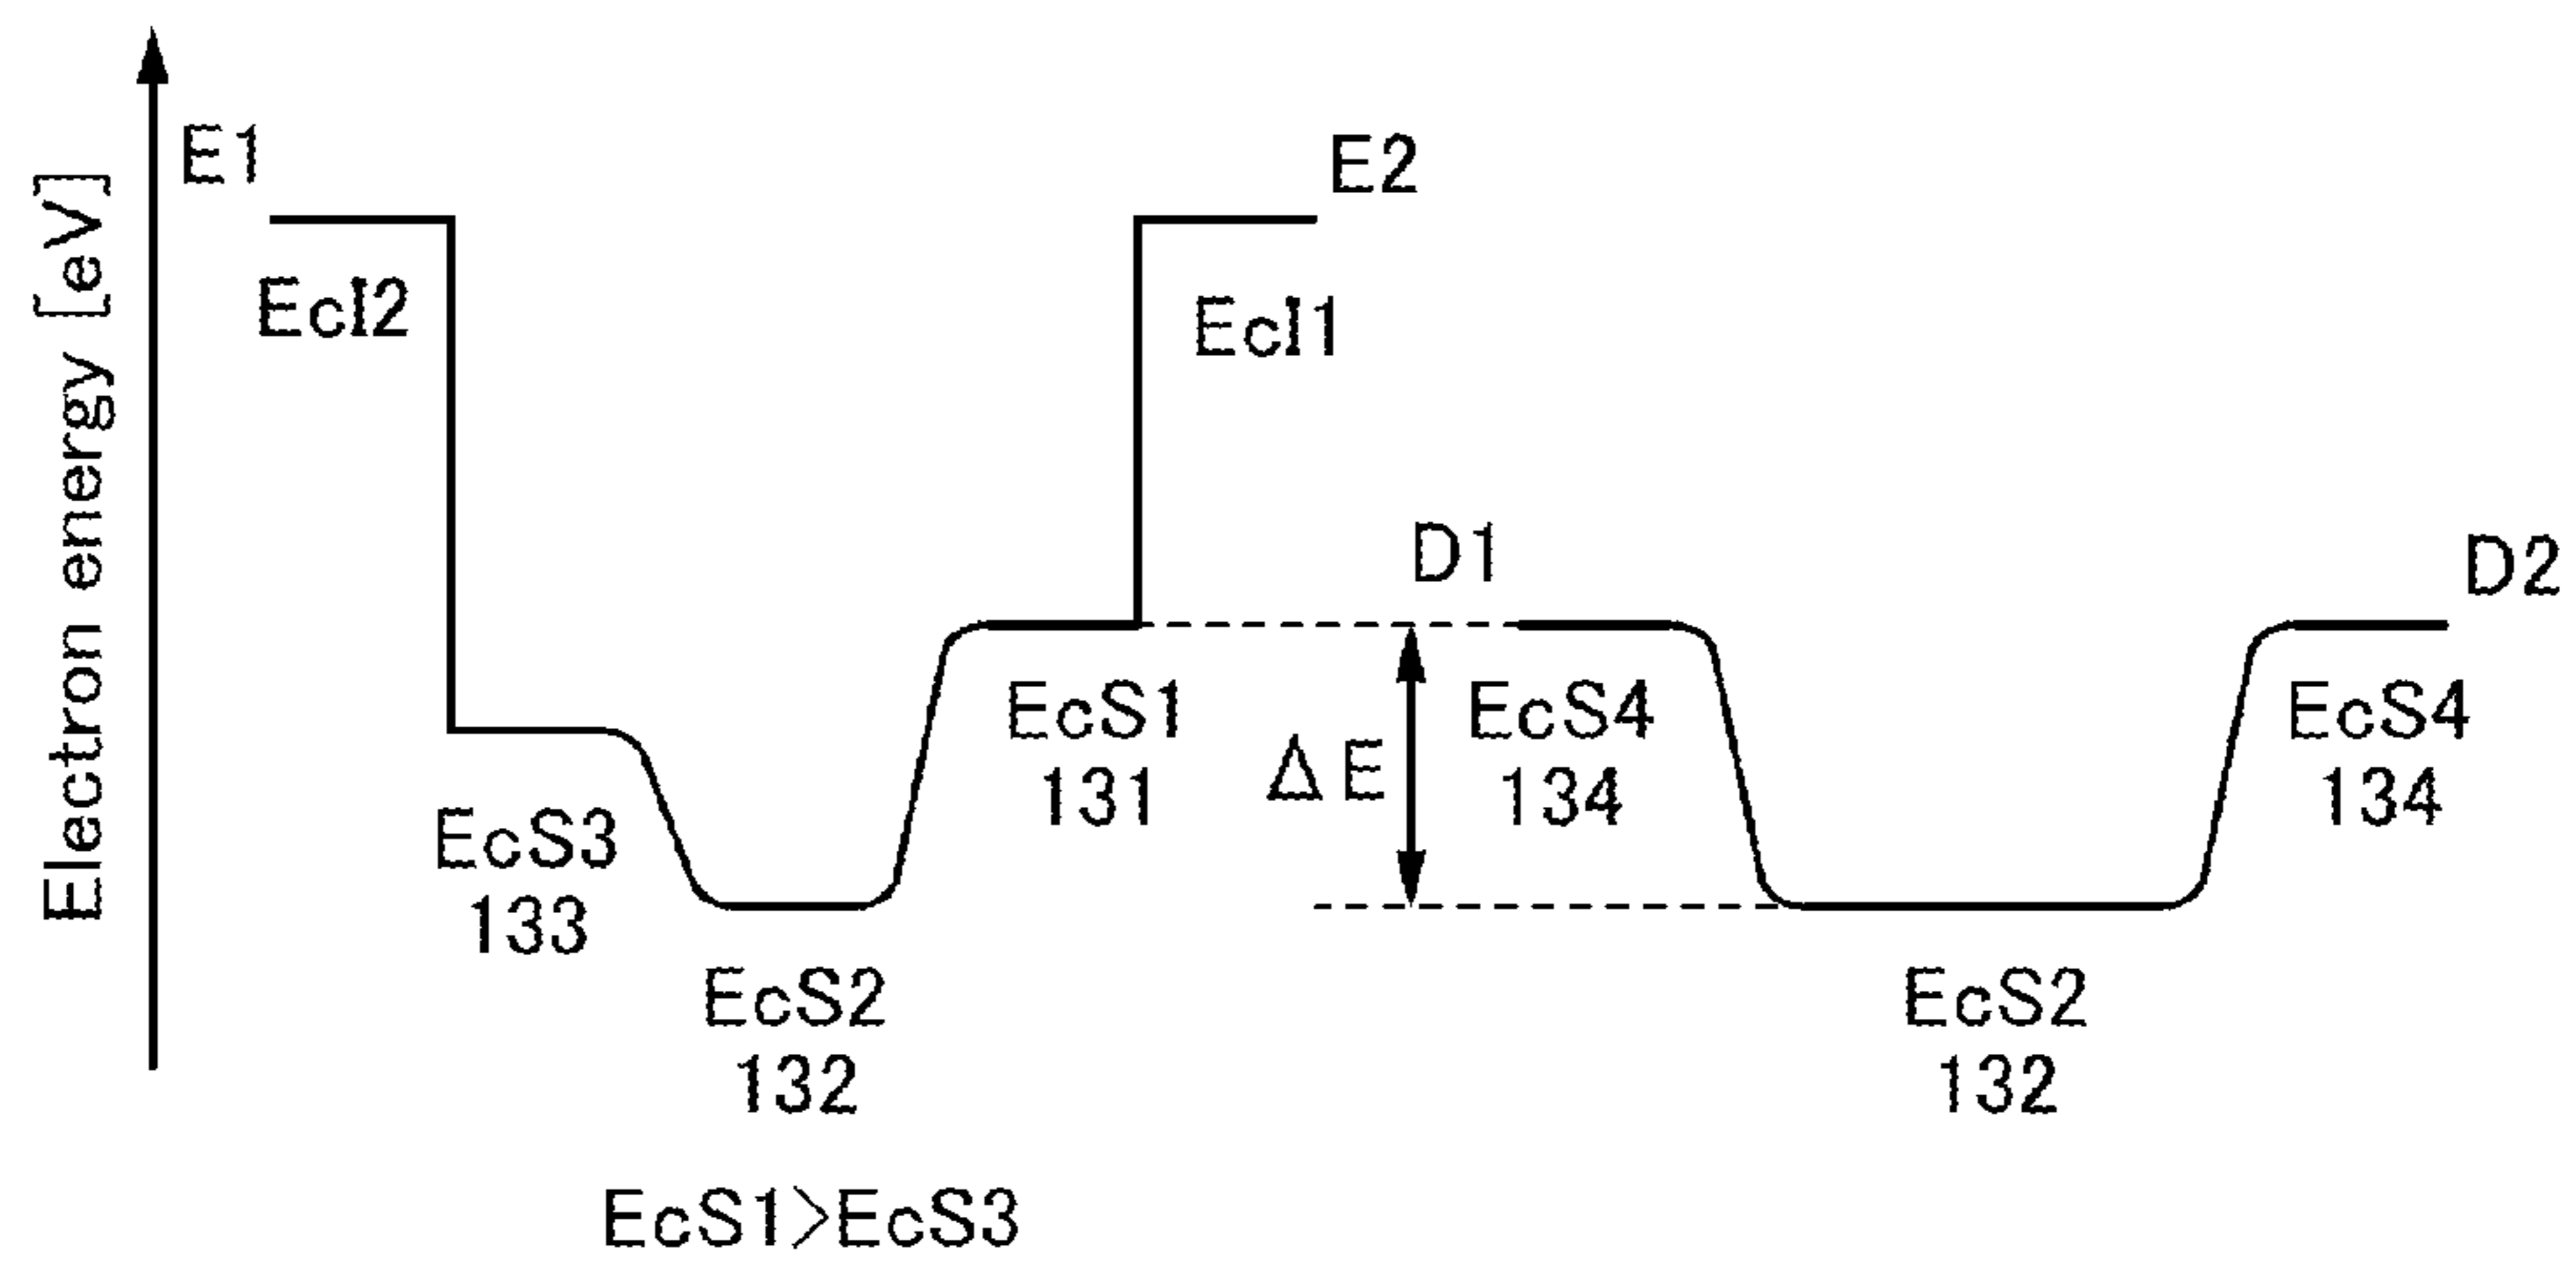 Electron energy [eV]
E1
E2
EcI2
EcI1
D1
D2
EcS1
131
ΔE
EcS4
134
EcS4
134
EcS3
133
EcS2
132
EcS2
132
EcS1>EcS3